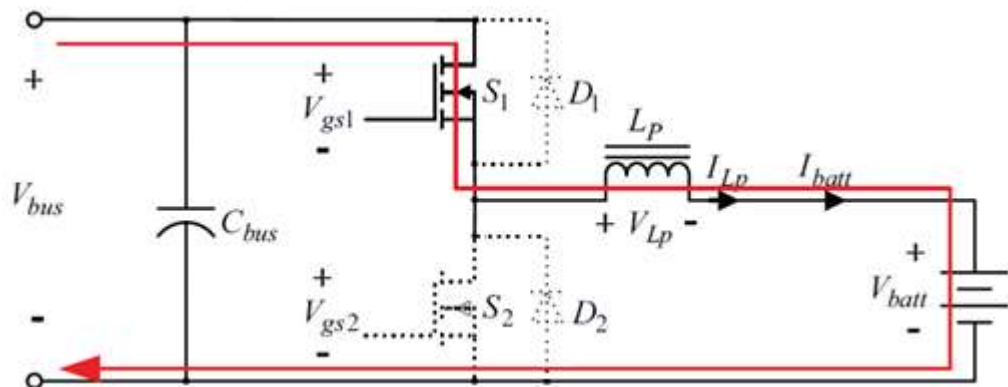 +
V_bus
-
C_bus
+
V_gs1
-
S_1
D_1
L_P
I_Lp
I_batt
+ V_Lp -
+
V_gs2
-
S_2
D_2
+
V_batt
-